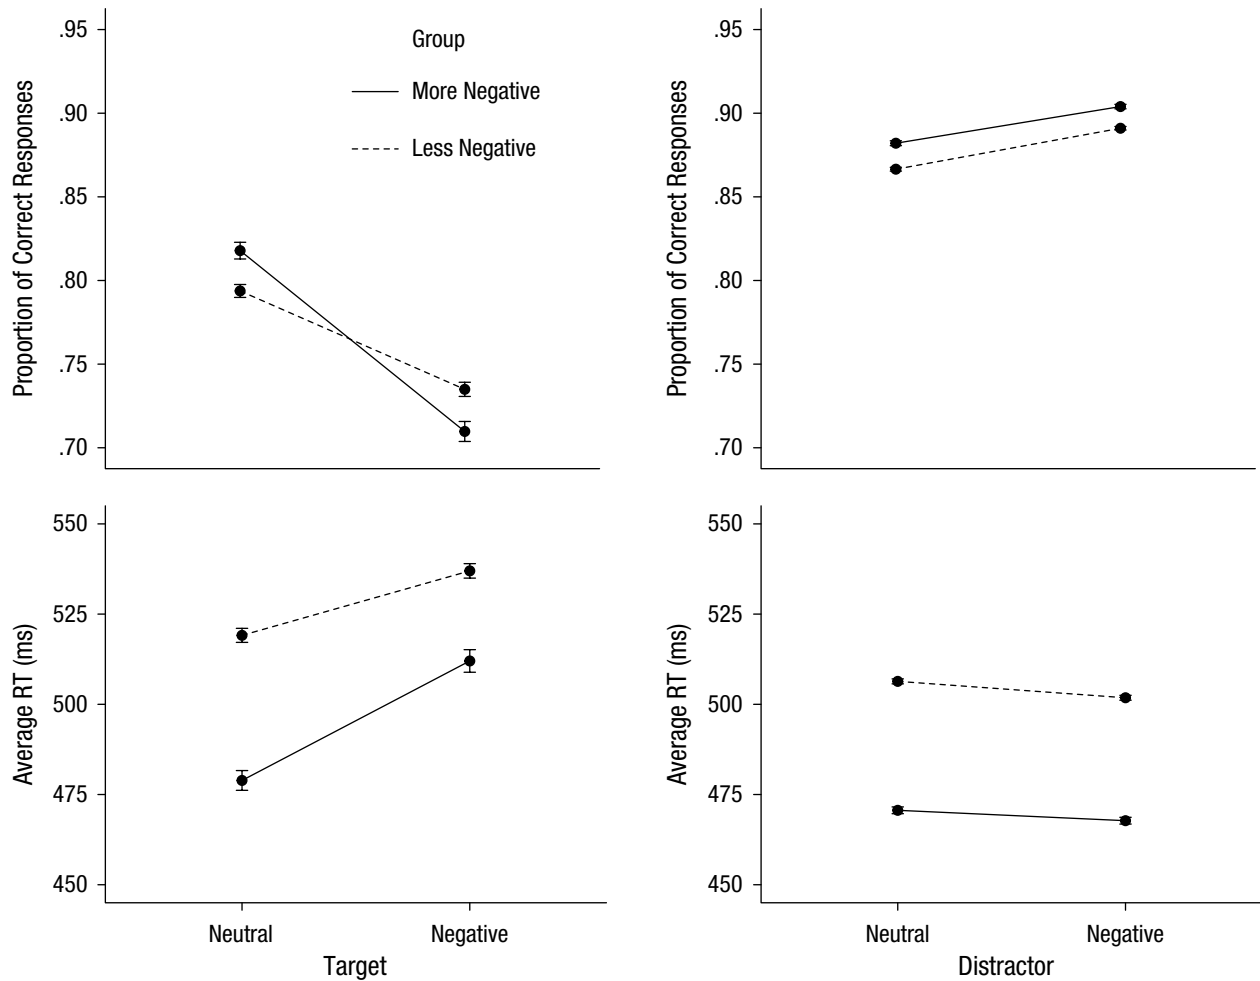 Proportion of Correct Responses
.95
.90
.85
.80
.75
.70
Group
More Negative
Less Negative
Proportion of Correct Responses
.95
.90
.85
.80
.75
.70
Average RT (ms)
550
525
500
475
450
Neutral Negative
Target
Average RT (ms)
550
525
500
475
450
Neutral Negative
Distractor